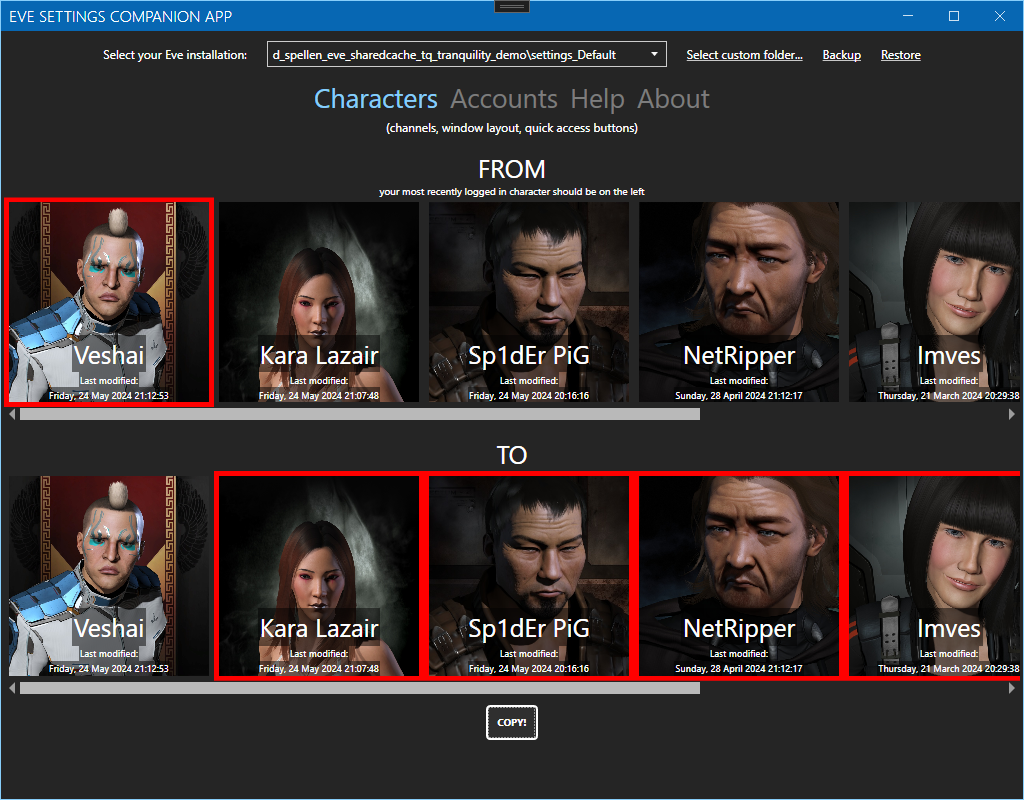 EVE SETTINGS COMPANION APP
Select your Eve installation: d_spellen_eve_sharedcache_tq_tranquility_demo\settings_Default Select custom folder... Backup Restore
Characters Accounts Help About
(channels, window layout, quick access buttons)
FROM
your most recently logged in character should be on the left
Veshai Kara Lazair Sp1dEr PiG NetRipper Imves
Last modified: Last modified: Last modified: Last modified: Last modified:
Friday, 24 May 2024 21:12:53 Friday, 24 May 2024 21:07:48 Friday, 24 May 2024 20:16:16 Sunday, 28 April 2024 21:12:17 Thursday, 21 March 2024 20:29:38
TO
Veshai Kara Lazair Sp1dEr PiG NetRipper Imves
Last modified: Last modified: Last modified: Last modified: Last modified:
Friday, 24 May 2024 21:12:53 Friday, 24 May 2024 21:07:48 Friday, 24 May 2024 20:16:16 Sunday, 28 April 2024 21:12:17 Thursday, 21 March 2024 20:29:38
COPY!